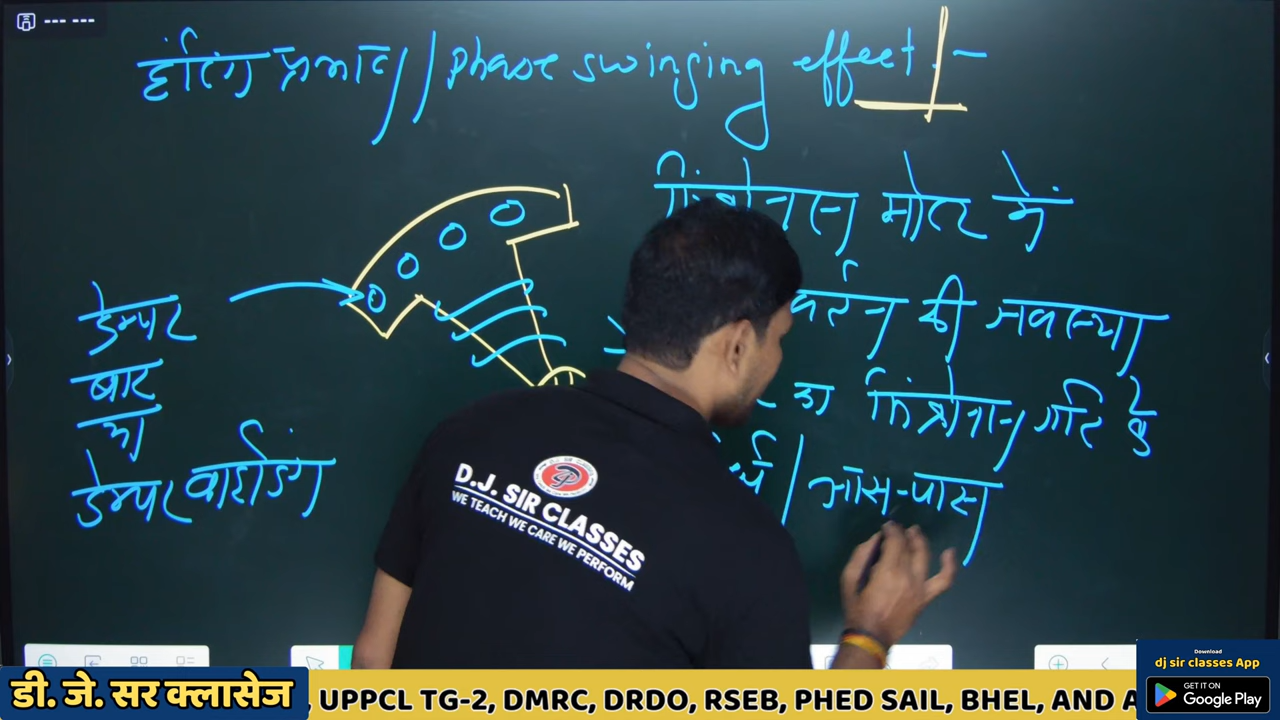 हंटिंग प्रभाव // phase swinging effect :-
सिंक्रोनस मोटर में
की अवस्था
का सिंक्रोनस गति के
/ आस-पास
डेम्पर
बार
या
डेम्पर वाइंडिंग
D.J. SIR CLASSES
WE TEACH WE CARE WE PERFORM
डी. जे. सर क्लासेज
, UPPCL TG-2, DMRC, DRDO, RSEB, PHED SAIL, BHEL, AND A
Download
dj sir classes App
GET IT ON
Google Play